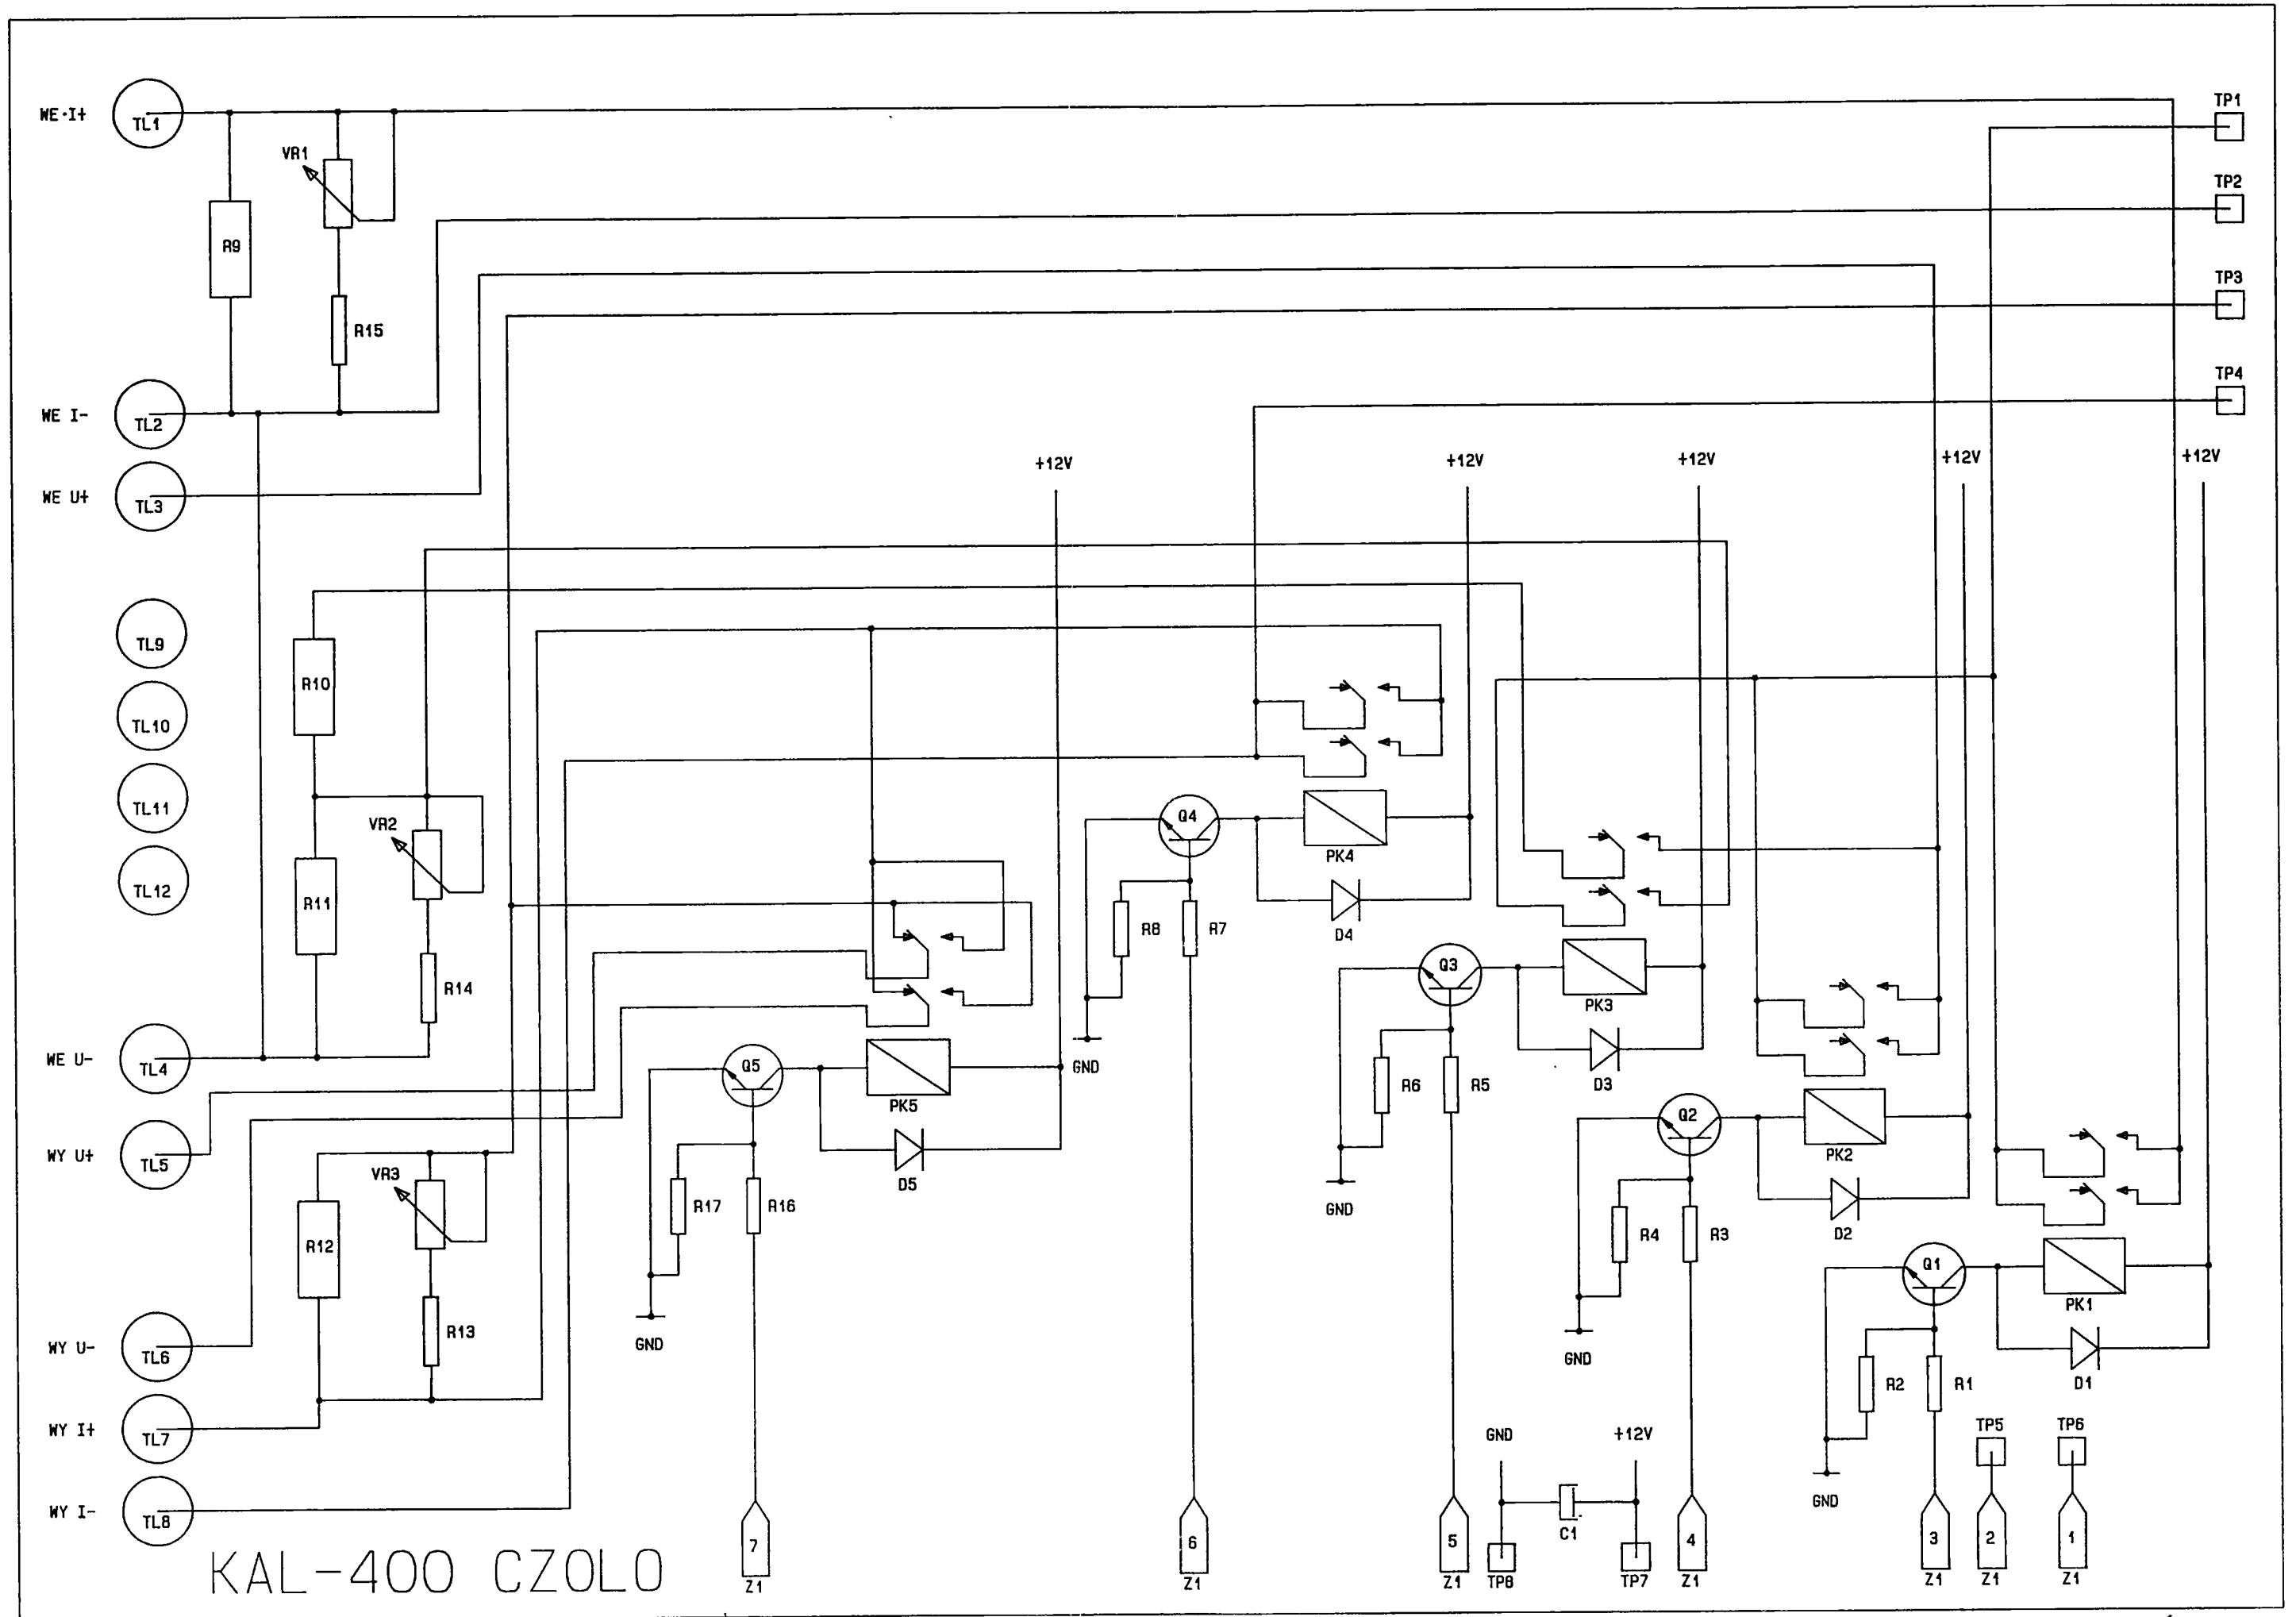 WE·I+ TL1 TP1
VR1
TP2
R9
TP3
R15
TP4
WE I- TL2
+12V +12V +12V +12V +12V
WE U+ TL3
TL9
R10
TL10
TL11 VR2 Q4
PK4
TL12
R11 R8 R7
D4
Q3
R14 PK3
WE U- TL4 Q5 GND
R6 R5 D3
PK5 Q2
WY U+ TL5 PK2
VR3 D5
R17 R16 GND
R4 R3 D2
R12
Q1
PK1
R13
WY U- TL6 GND GND
R2 R1 D1
WY I+ TL7 GND +12V TP5 TP6
GND
WY I- TL8
C1
7 6 5 4 3 2 1
KAL-400 CZOLO
Z1 Z1 Z1 TP8 TP7 Z1 Z1 Z1 Z1